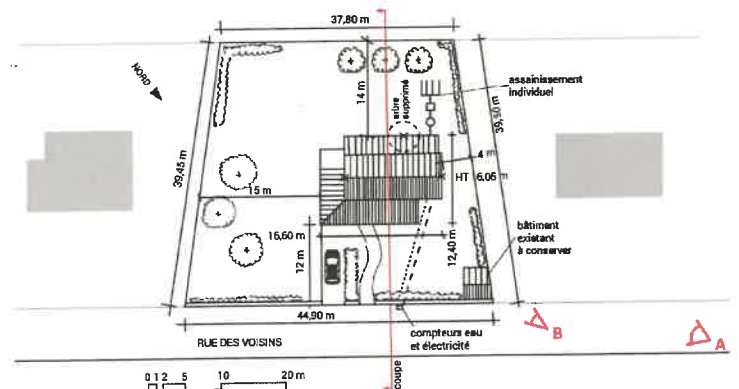 37,80 m
NORD
14 m
arbre
supprimé
assainissement
individuel
39,50 m
39,45 m
4 m
HT 6,05 m
15 m
16,60 m
12 m
12,40 m
bâtiment
existant
à conserver
44,90 m
RUE DES VOISINS
compteurs eau
et électricité
B
A
0 1 2 5 10 20 m
coupe